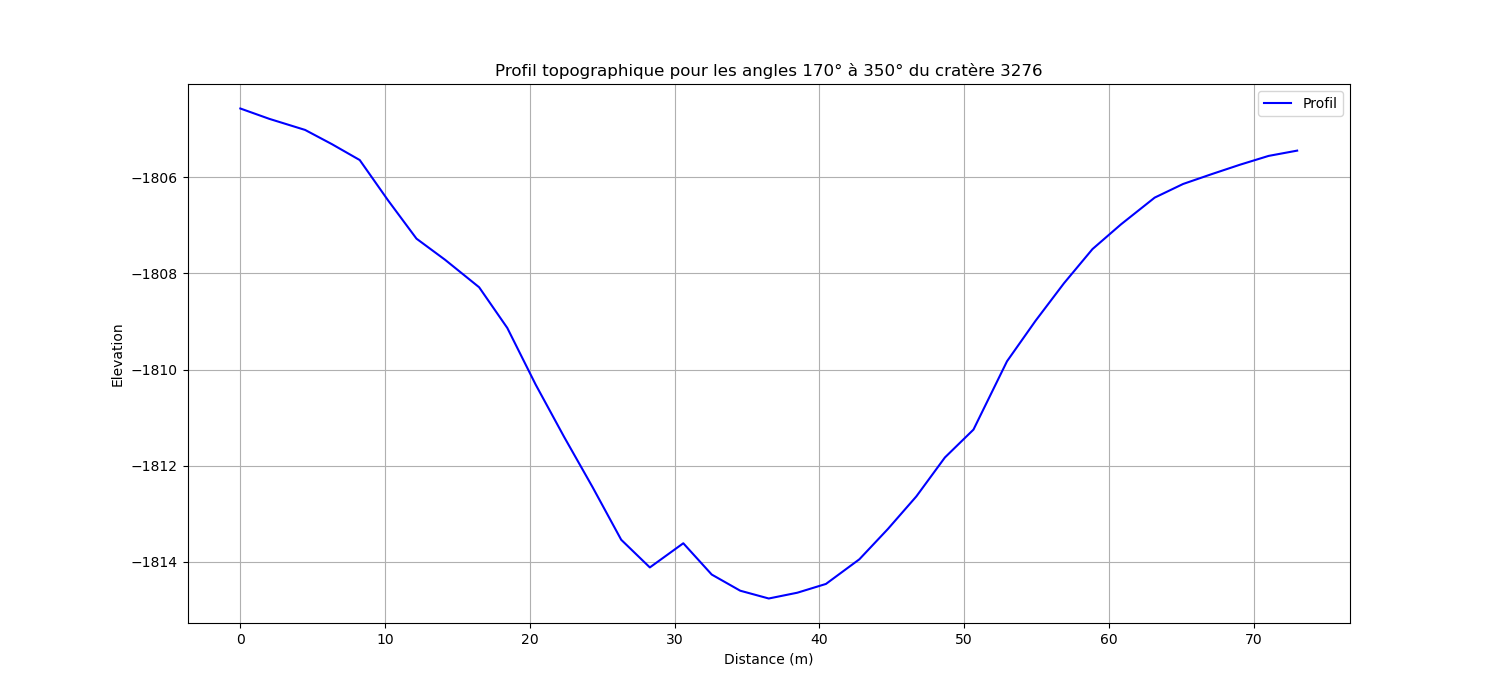 Profil topographique pour les angles 170° à 350° du cratère 3276
Profil
−1806
−1808
−1810
−1812
−1814
Elevation
0 10 20 30 40 50 60 70
Distance (m)